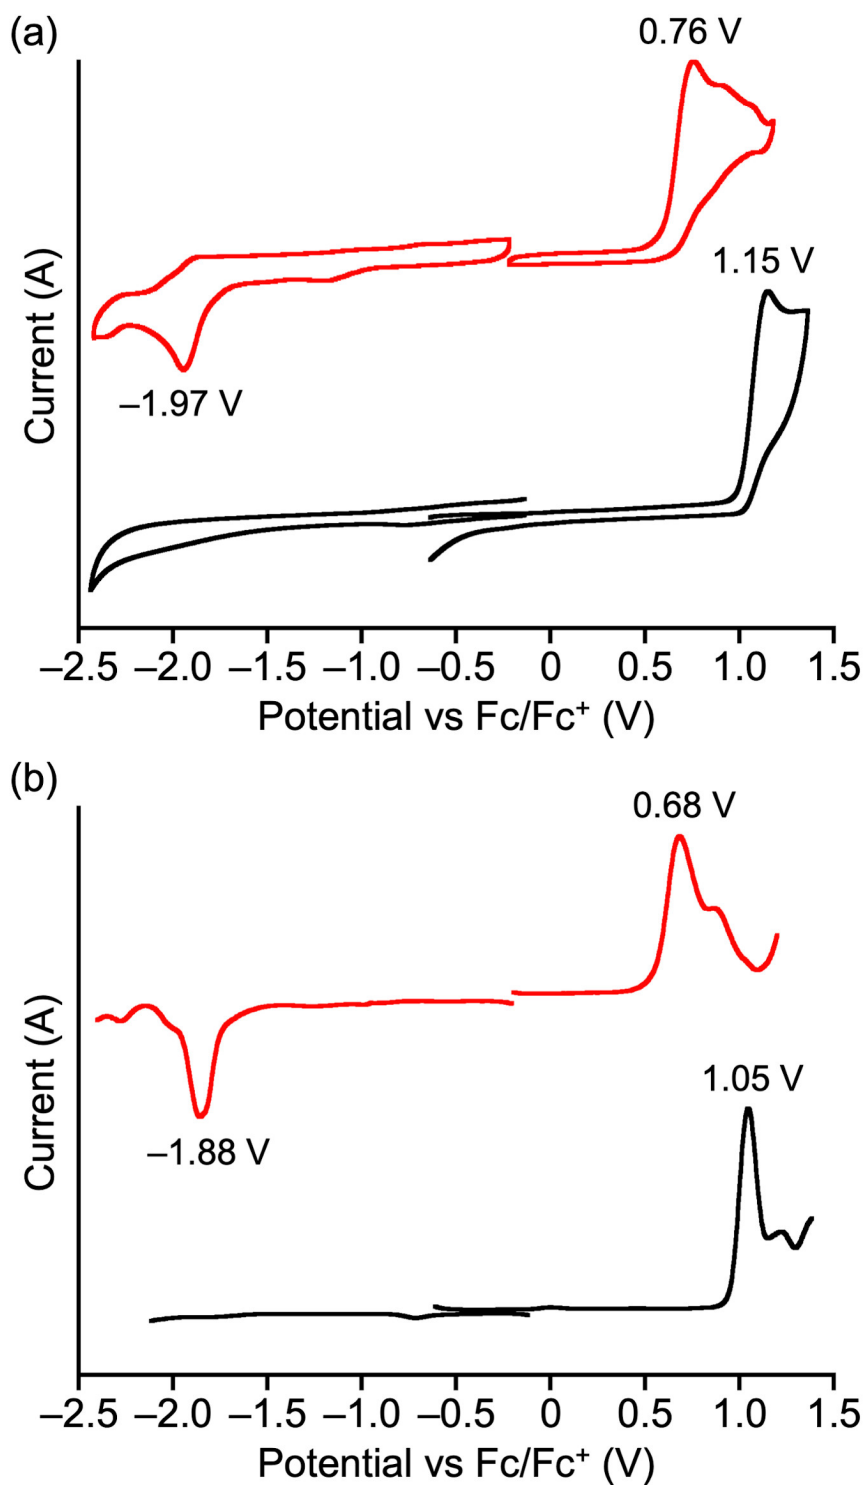 (a)
0.76 V
1.15 V
–1.97 V
Current (A)
–2.5 –2.0 –1.5 –1.0 –0.5 0 0.5 1.0 1.5
Potential vs Fc/Fc⁺ (V)
(b)
0.68 V
1.05 V
–1.88 V
Current (A)
–2.5 –2.0 –1.5 –1.0 –0.5 0 0.5 1.0 1.5
Potential vs Fc/Fc⁺ (V)